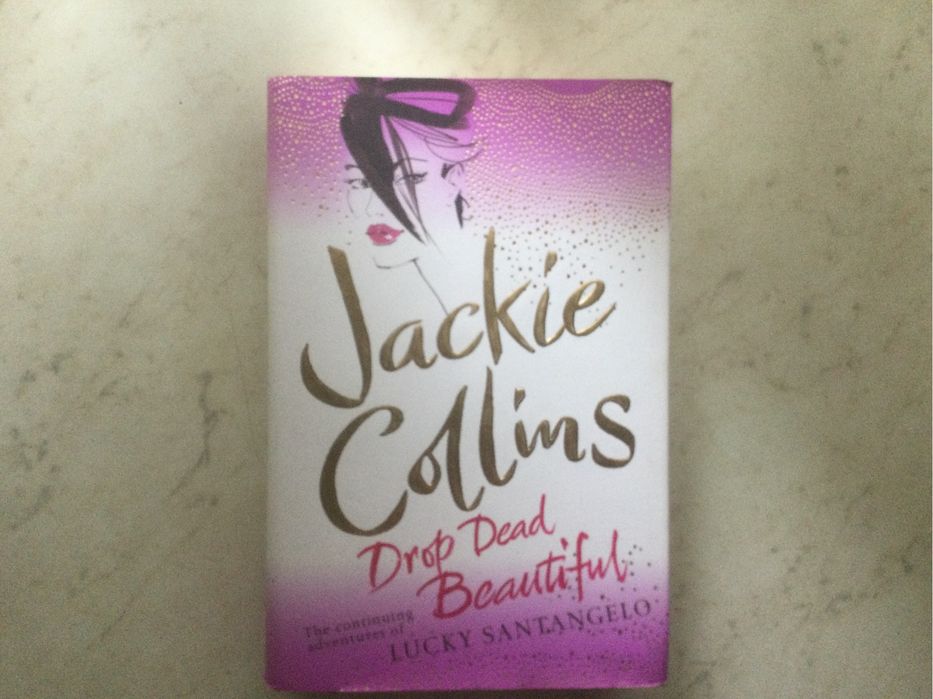 Jackie
Collins
Drop Dead
Beautiful
The continuing
adventures of
LUCKY SANTANGELO